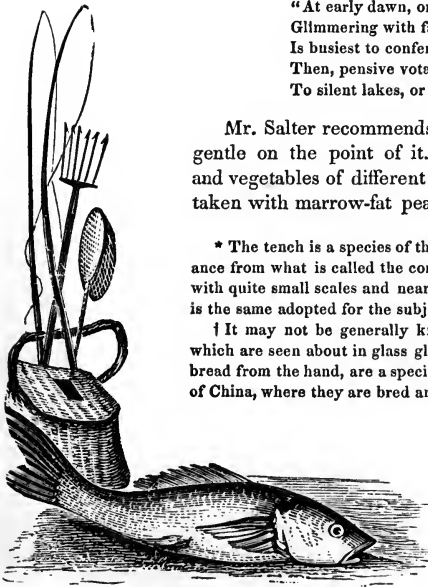 "At early dawn, or
Glimmering with f
Is busiest to confer
Then, pensive vota
To silent lakes, or
Mr. Salter recommends
gentle on the point of it.
and vegetables of different
taken with marrow-fat pea
* The tench is a species of th
ance from what is called the cor
with quite small scales and near
is the same adopted for the subj
† It may not be generally k
which are seen about in glass gl
bread from the hand, are a speci
of China, where they are bred a